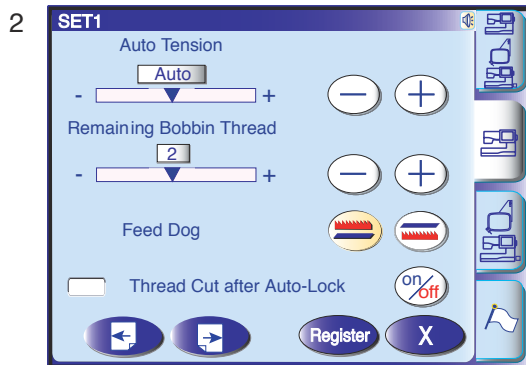 2
SET1
Auto Tension
Auto
- +
Remaining Bobbin Thread
2
- +
Feed Dog
Thread Cut after Auto-Lock
on/off
Register X